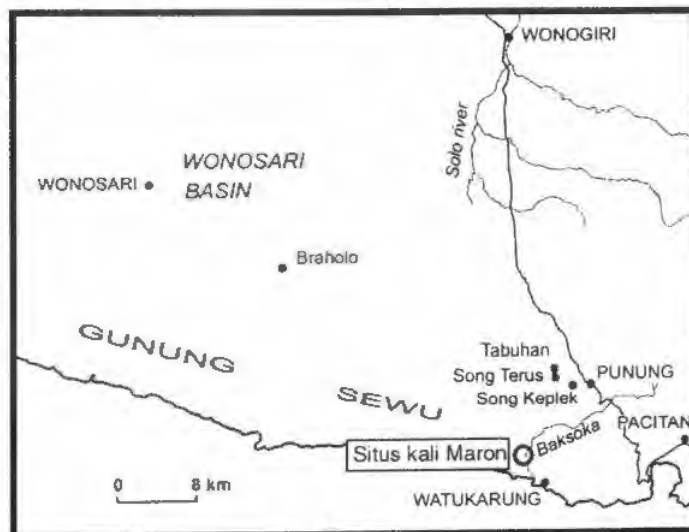 WONOGIRI
Solo river
WONOSARI
BASIN
WONOSARI
Braholo
GUNUNG
SEWU
Tabuhan
Song Terus
Song Keplek
PUNUNG
PACITAN
Baksoka
Situs kali Maron
WATUKARUNG
0 8 km